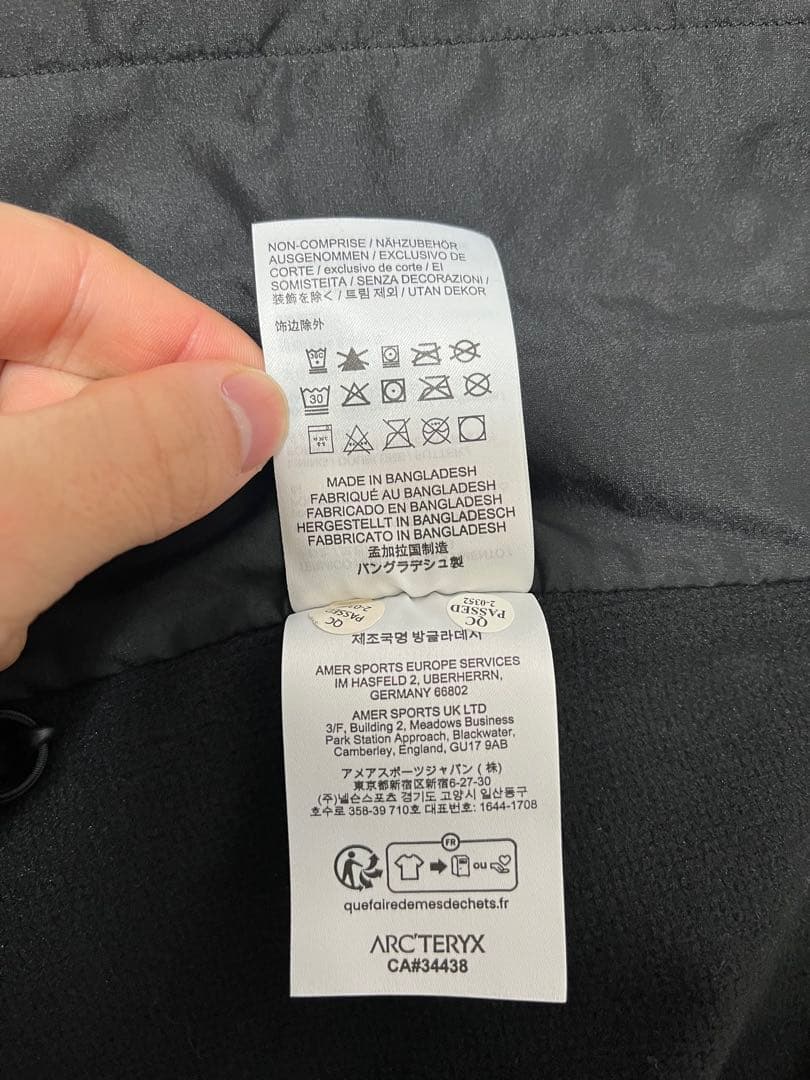 NON-COMPRISE / NÄHZUBEHÖR
AUSGENOMMEN / EXCLUSIVO DE
CORTE / exclusivo de corte / EI
SOMISTEITA / SENZA DECORAZIONI /
装飾を除く / 트림 제외 / UTAN DEKOR
饰边除外
30
MADE IN BANGLADESH
FABRIQUÉ AU BANGLADESH
FABRICADO EN BANGLADESH
HERGESTELLT IN BANGLADESCH
FABBRICATO IN BANGLADESH
孟加拉国制造
バングラデシュ製
QC
PASSED
QC
PASSED
2-0352
제조국명 방글라데시
AMER SPORTS EUROPE SERVICES
IM HASFELD 2, UBERHERRN,
GERMANY 66802
AMER SPORTS UK LTD
3/F, Building 2, Meadows Business
Park Station Approach, Blackwater,
Camberley, England, GU17 9AB
アメアスポーツジャパン (株)
東京都新宿区新宿6-27-30
(주)넬슨스포츠 경기도 고양시 일산동구
호수로 358-39 710호 대표번호: 1644-1708
FR
ou
quefairedemesdechets.fr
ARC'TERYX
CA#34438